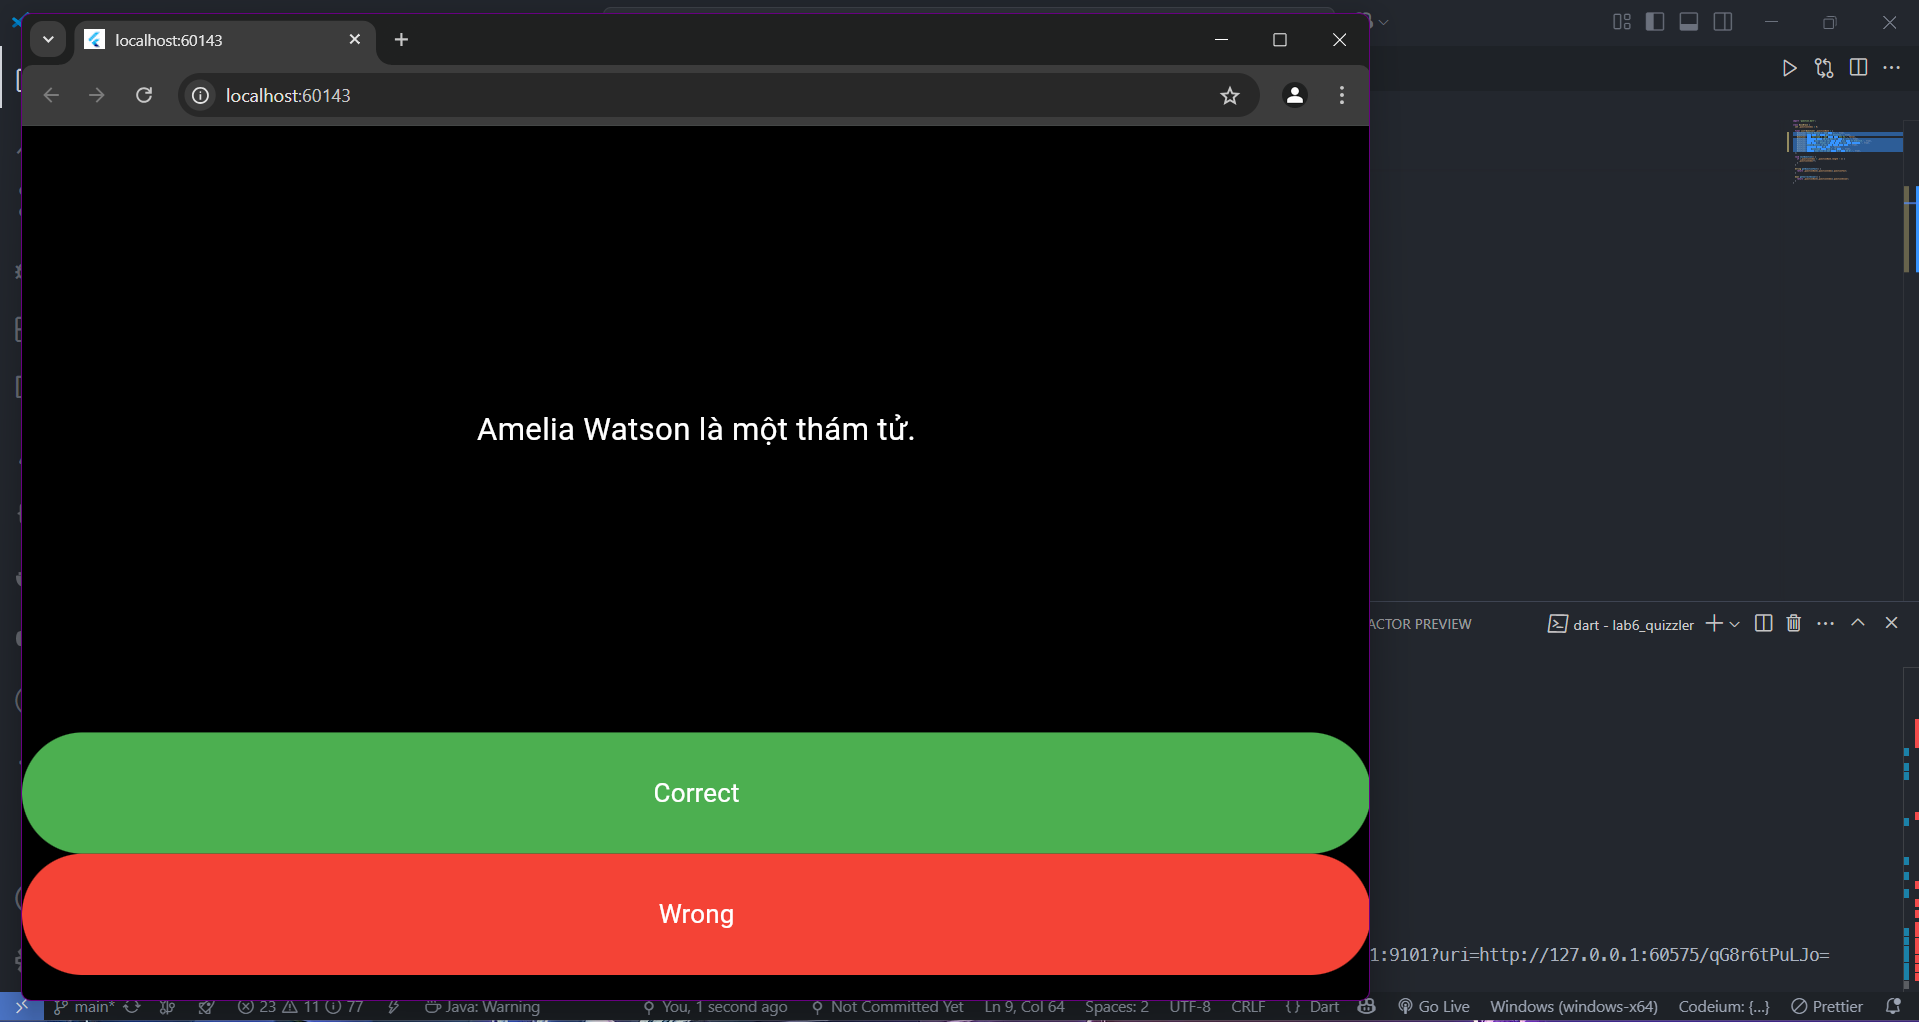 localhost:60143
localhost:60143
Amelia Watson là một thám tử.
Correct
Wrong
ACTOR PREVIEW
dart - lab6_quizzler
1:9101?uri=http://127.0.0.1:60575/qG8r6tPuLJo=
main* 23 11 77 Java: Warning You, 1 second ago Not Committed Yet Ln 9, Col 64 Spaces: 2 UTF-8 CRLF {} Dart Go Live Windows (windows-x64) Codeium: {...} Prettier